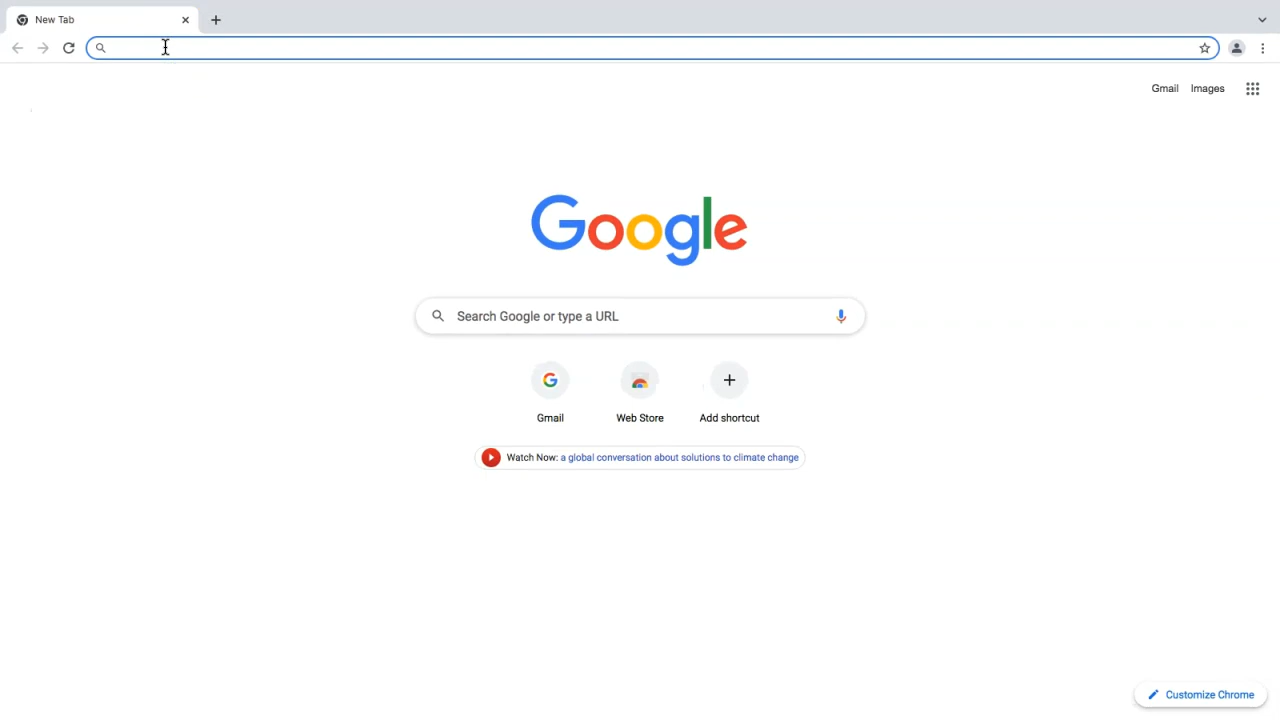 New Tab
Gmail Images
Google
Search Google or type a URL
Gmail Web Store Add shortcut
Watch Now: a global conversation about solutions to climate change
Customize Chrome